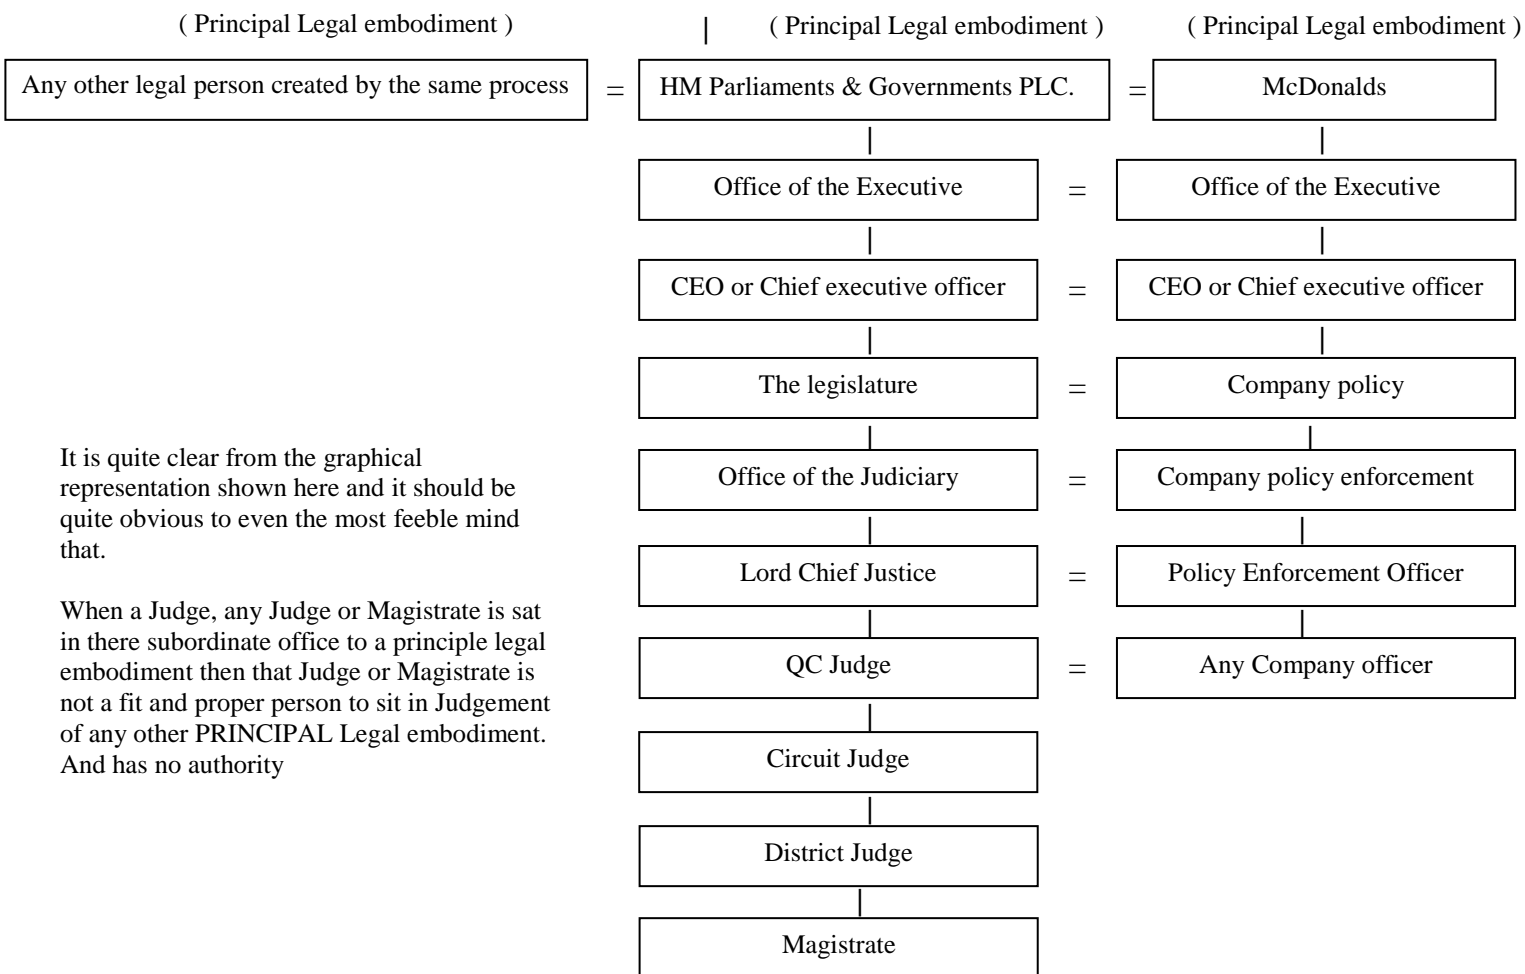 ( Principal Legal embodiment ) | ( Principal Legal embodiment ) ( Principal Legal embodiment )
Any other legal person created by the same process = HM Parliaments & Governments PLC. = McDonalds
Office of the Executive = Office of the Executive
CEO or Chief executive officer = CEO or Chief executive officer
The legislature = Company policy
Office of the Judiciary = Company policy enforcement
Lord Chief Justice = Policy Enforcement Officer
QC Judge = Any Company officer
Circuit Judge
District Judge
Magistrate
It is quite clear from the graphical
representation shown here and it should be
quite obvious to even the most feeble mind
that.
When a Judge, any Judge or Magistrate is sat
in there subordinate office to a principle legal
embodiment then that Judge or Magistrate is
not a fit and proper person to sit in Judgement
of any other PRINCIPAL Legal embodiment.
And has no authority